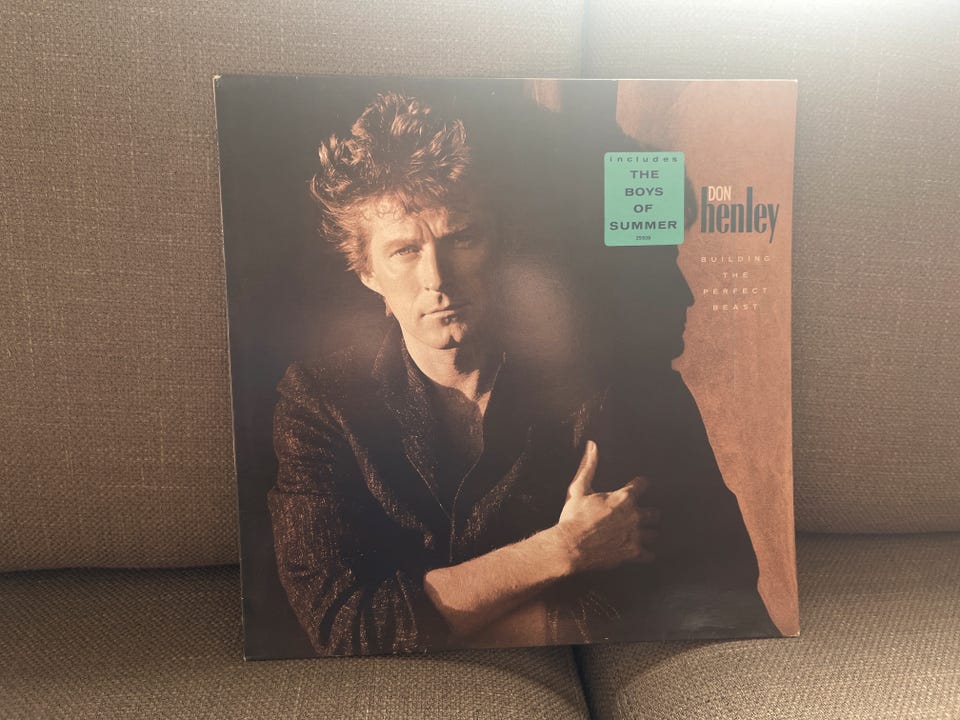 includes
THE
BOYS
OF
SUMMER
DON
henley
BUILDING
THE
PERFECT
BEAST